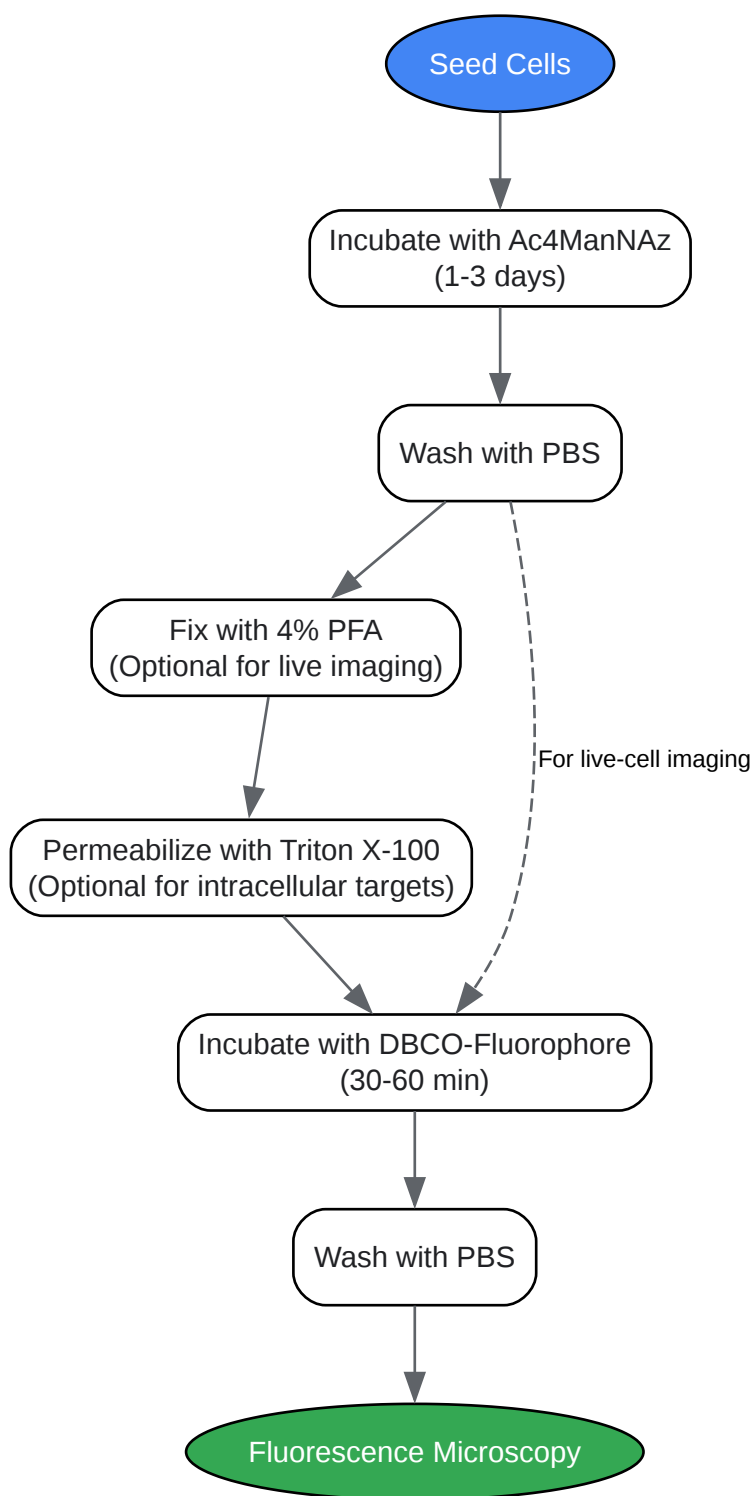 Seed Cells
Incubate with Ac4ManNAz
(1-3 days)
Wash with PBS
Fix with 4% PFA
(Optional for live imaging)
For live-cell imaging
Permeabilize with Triton X-100
(Optional for intracellular targets)
Incubate with DBCO-Fluorophore
(30-60 min)
Wash with PBS
Fluorescence Microscopy